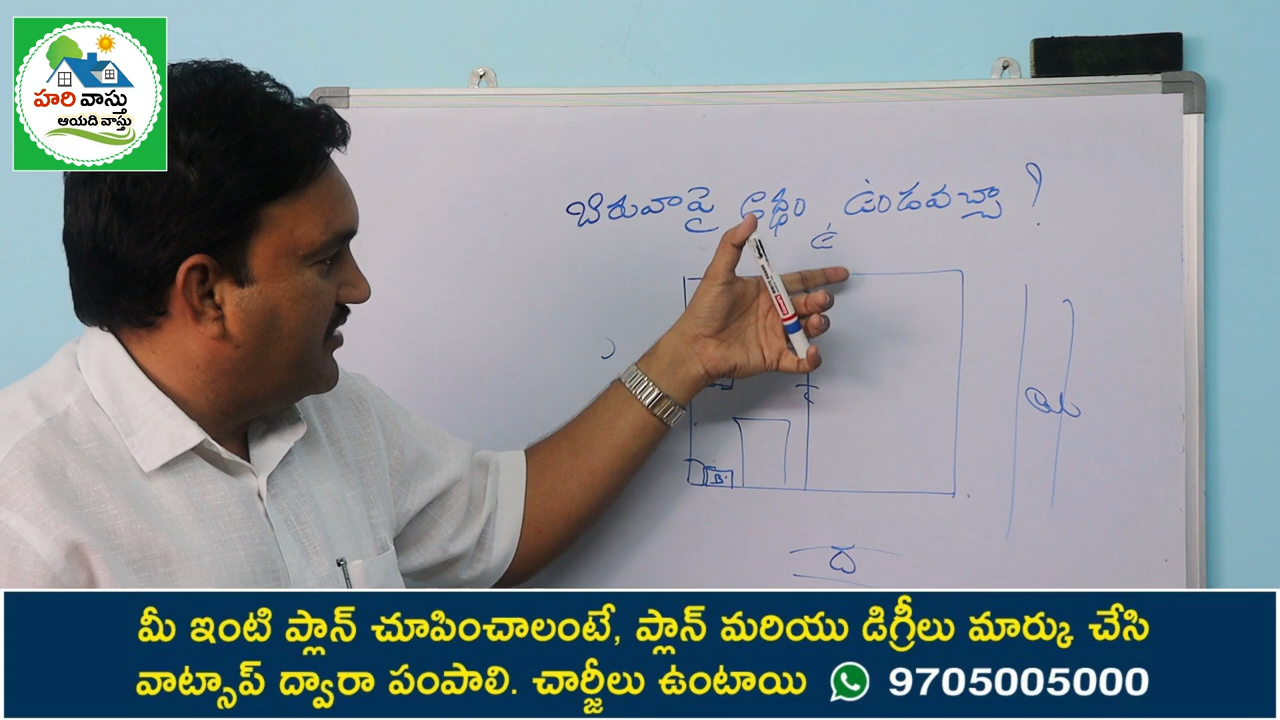 హరి వాస్తు
ఆయది వాస్తు
బీరువాపై అద్దం ఉండవచ్చా ?
B.
ద
మీ ఇంటి ప్లాన్ చూపించాలంటే, ప్లాన్ మరియు డిగ్రీలు మార్కు చేసి
వాట్సాప్ ద్వారా పంపాలి. చార్జీలు ఉంటాయి 9705005000